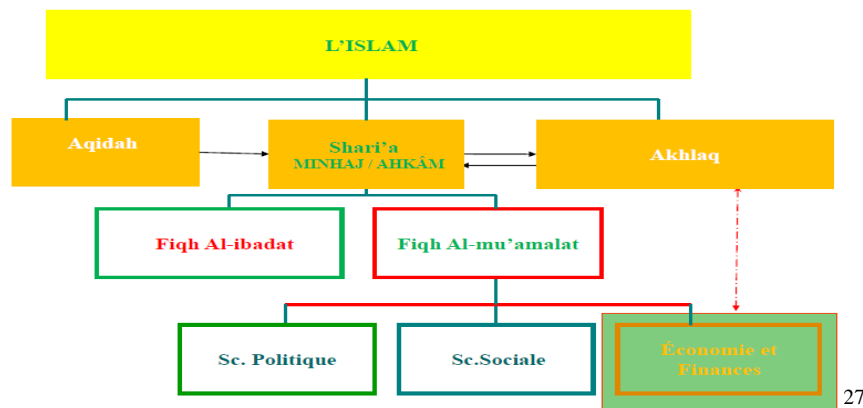 L'ISLAM
Aqidah
Shari'a
MINHAJ / AHKÂM
Akhlaq
Fiqh Al-ibadat
Fiqh Al-mu'amalat
Sc. Politique
Sc.Sociale
Économie et
Finances
27